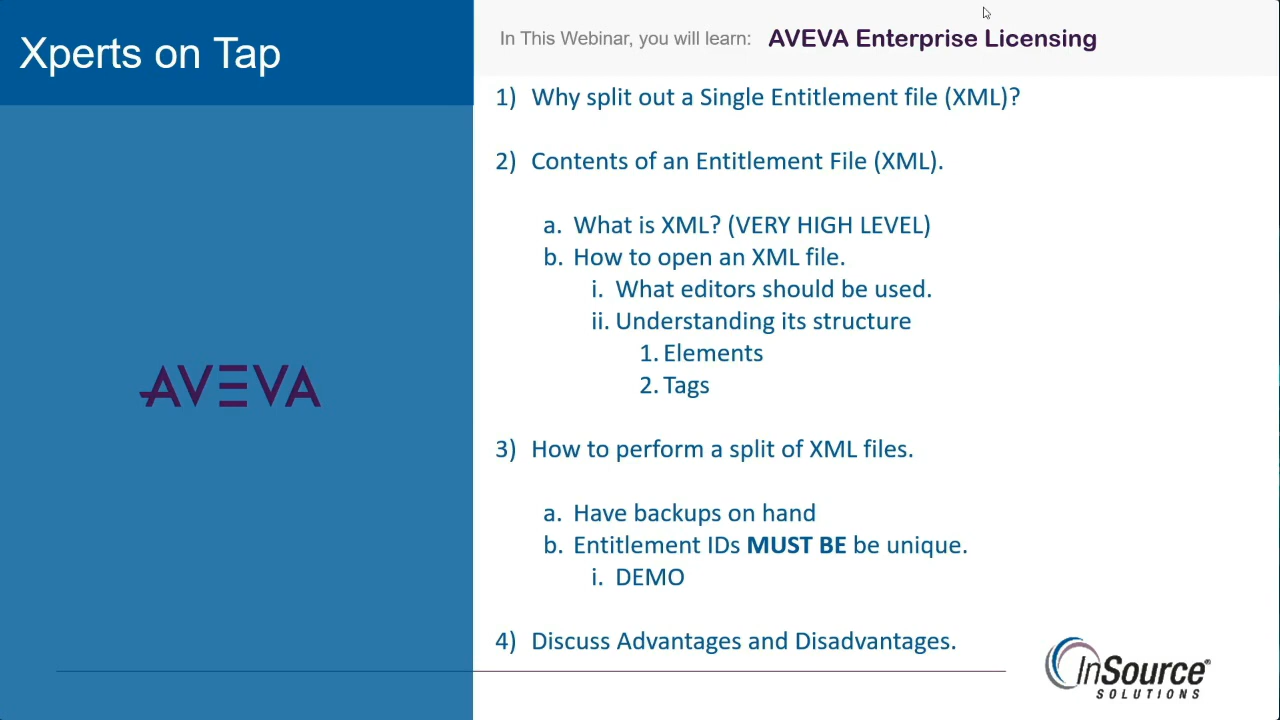 Xperts on Tap
In This Webinar, you will learn: AVEVA Enterprise Licensing
1) Why split out a Single Entitlement file (XML)?
2) Contents of an Entitlement File (XML).
a. What is XML? (VERY HIGH LEVEL)
b. How to open an XML file.
i. What editors should be used.
ii. Understanding its structure
1. Elements
2. Tags
AVEVA
3) How to perform a split of XML files.
a. Have backups on hand
b. Entitlement IDs MUST BE be unique.
i. DEMO
4) Discuss Advantages and Disadvantages.
InSource®
SOLUTIONS